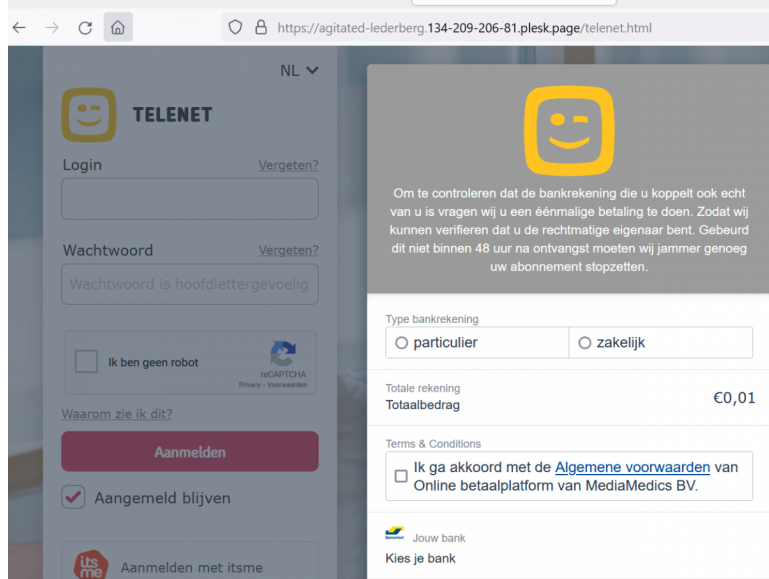 https://agitated-lederberg.134-209-206-81.plesk.page/telenet.html
NL
TELENET
Login
Vergeten?
Wachtwoord
Vergeten?
Wachtwoord is hoofdlettergevoelig
Ik ben geen robot
reCAPTCHA
Privacy - Voorwaarden
Waarom zie ik dit?
Aanmelden
Aangemeld blijven
itsme
Aanmelden met itsme
Om te controleren dat de bankrekening die u koppelt ook echt
van u is vragen wij u een éénmalige betaling te doen. Zodat wij
kunnen verifieren dat u de rechtmatige eigenaar bent. Gebeurd
dit niet binnen 48 uur na ontvangst moeten wij jammer genoeg
uw abonnement stopzetten.
Type bankrekening
particulier
zakelijk
Totale rekening
Totaalbedrag
€0,01
Terms & Conditions
Ik ga akkoord met de Algemene voorwaarden van
Online betaalplatform van MediaMedics BV.
Bancontact
Jouw bank
Kies je bank